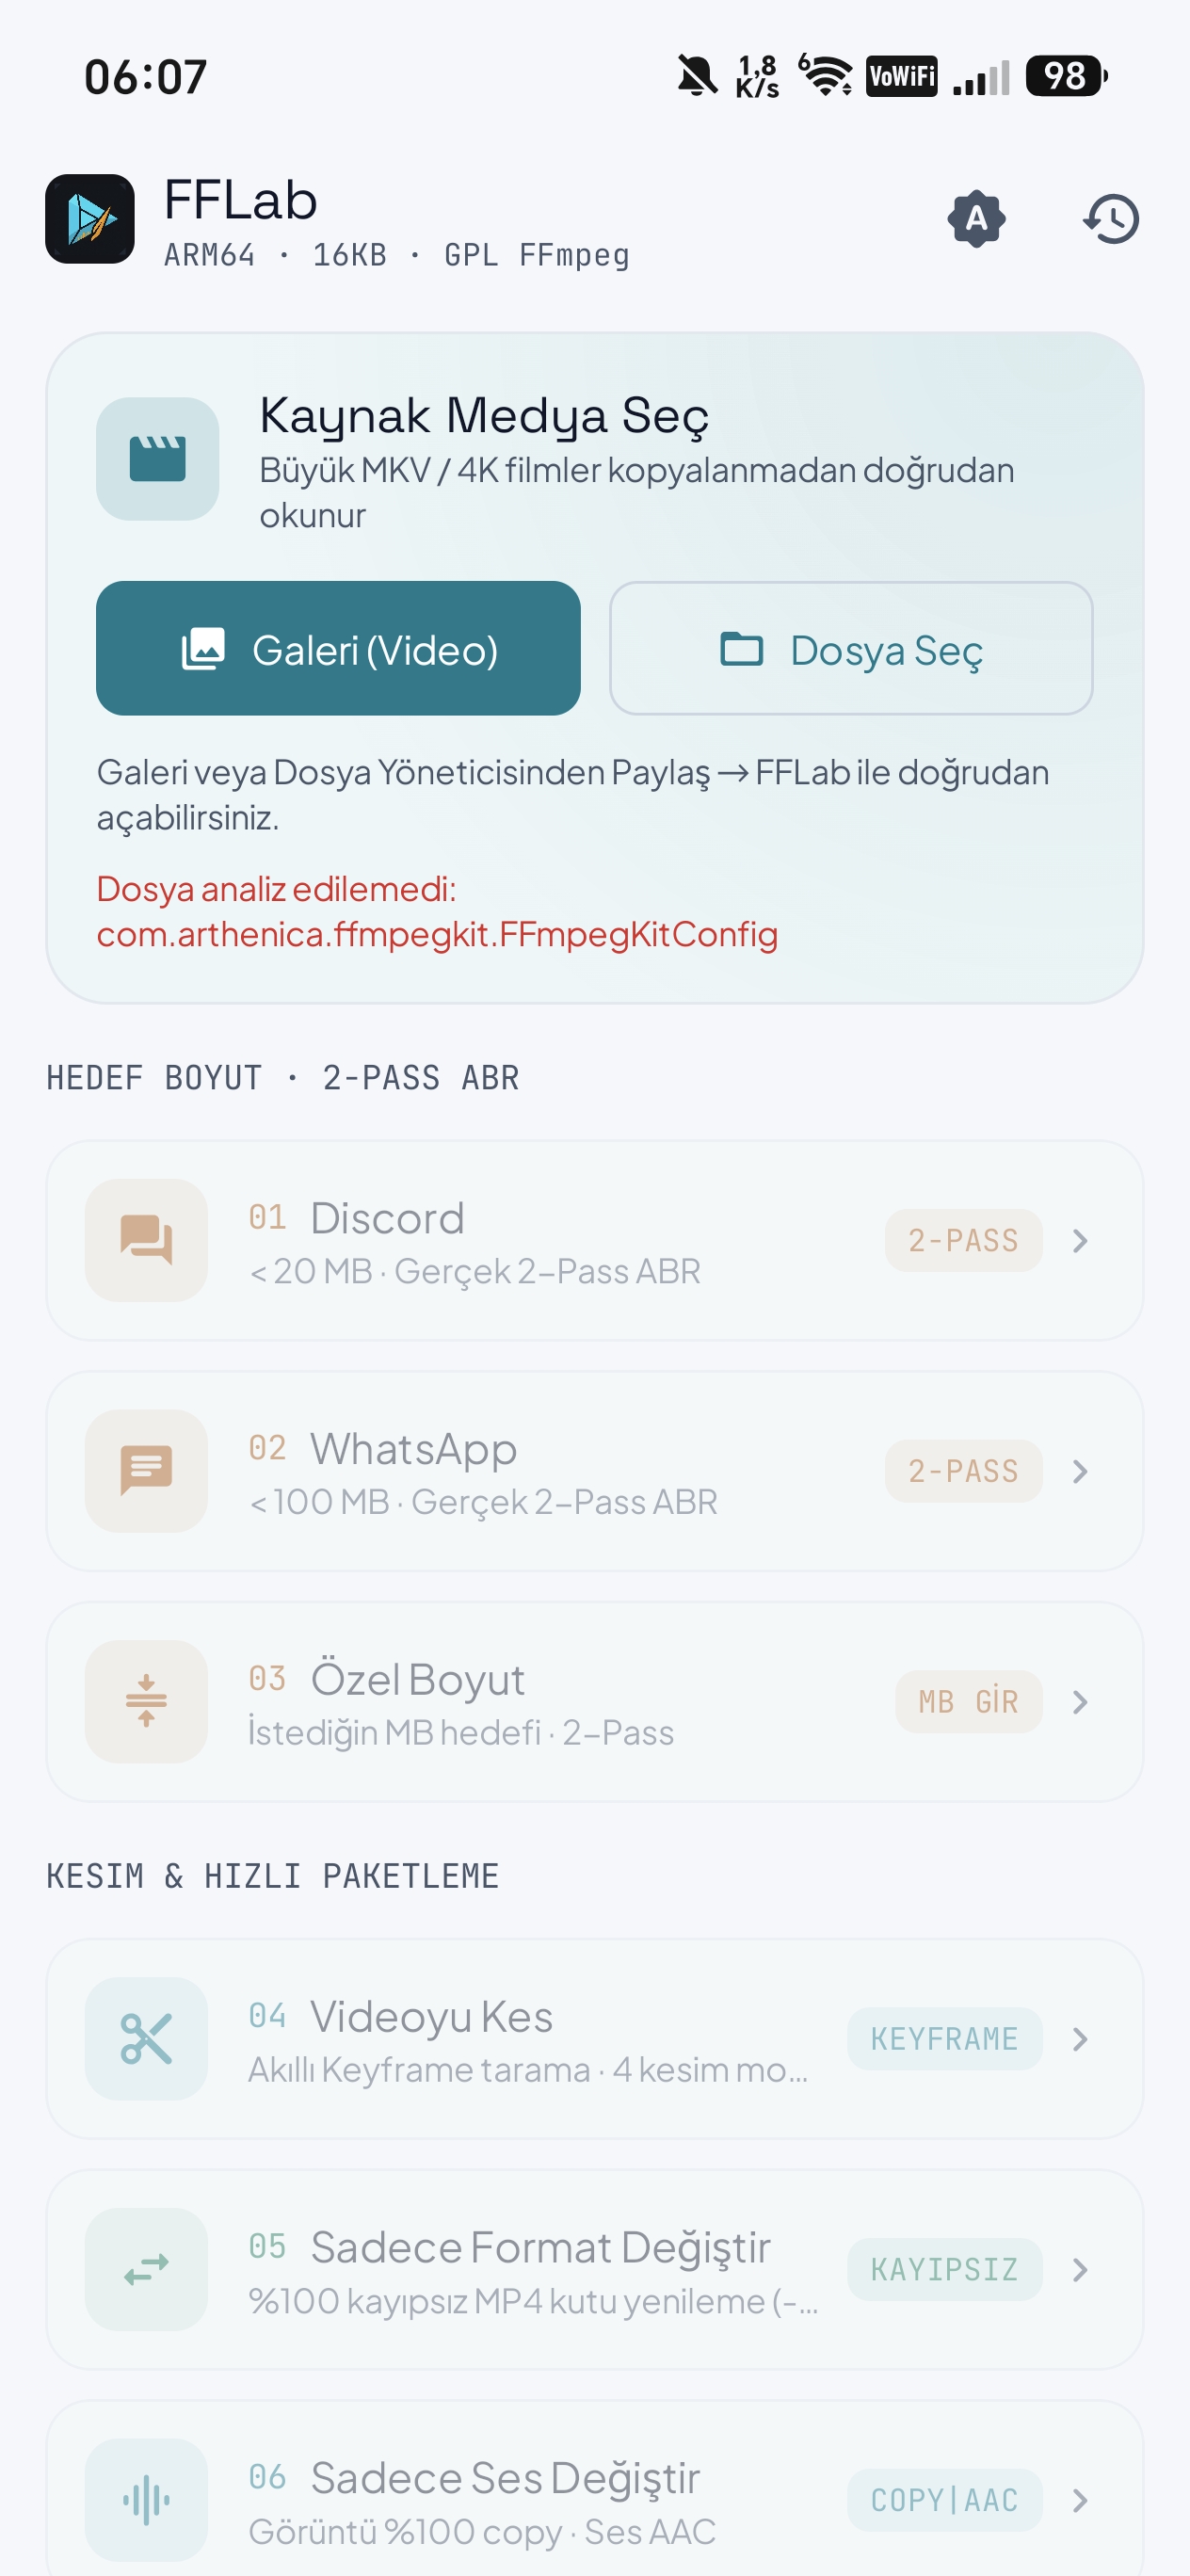 06:07
1,8
K/s
6
VoWiFi
98
FFLab
ARM64 · 16KB · GPL FFmpeg
A
Kaynak Medya Seç
Büyük MKV / 4K filmler kopyalanmadan doğrudan
okunur
Galeri (Video)
Dosya Seç
Galeri veya Dosya Yöneticisinden Paylaş → FFLab ile doğrudan
açabilirsiniz.
Dosya analiz edilemedi:
com.arthenica.ffmpegkit.FFmpegKitConfig
HEDEF BOYUT · 2-PASS ABR
01 Discord
< 20 MB · Gerçek 2-Pass ABR
2-PASS
02 WhatsApp
< 100 MB · Gerçek 2-Pass ABR
2-PASS
03 Özel Boyut
İstediğin MB hedefi · 2-Pass
MB GİR
KESIM & HIZLI PAKETLEME
04 Videoyu Kes
Akıllı Keyframe tarama · 4 kesim mo...
KEYFRAME
05 Sadece Format Değiştir
%100 kayıpsız MP4 kutu yenileme (-...
KAYIPSIZ
06 Sadece Ses Değiştir
Görüntü %100 copy · Ses AAC
COPY|AAC